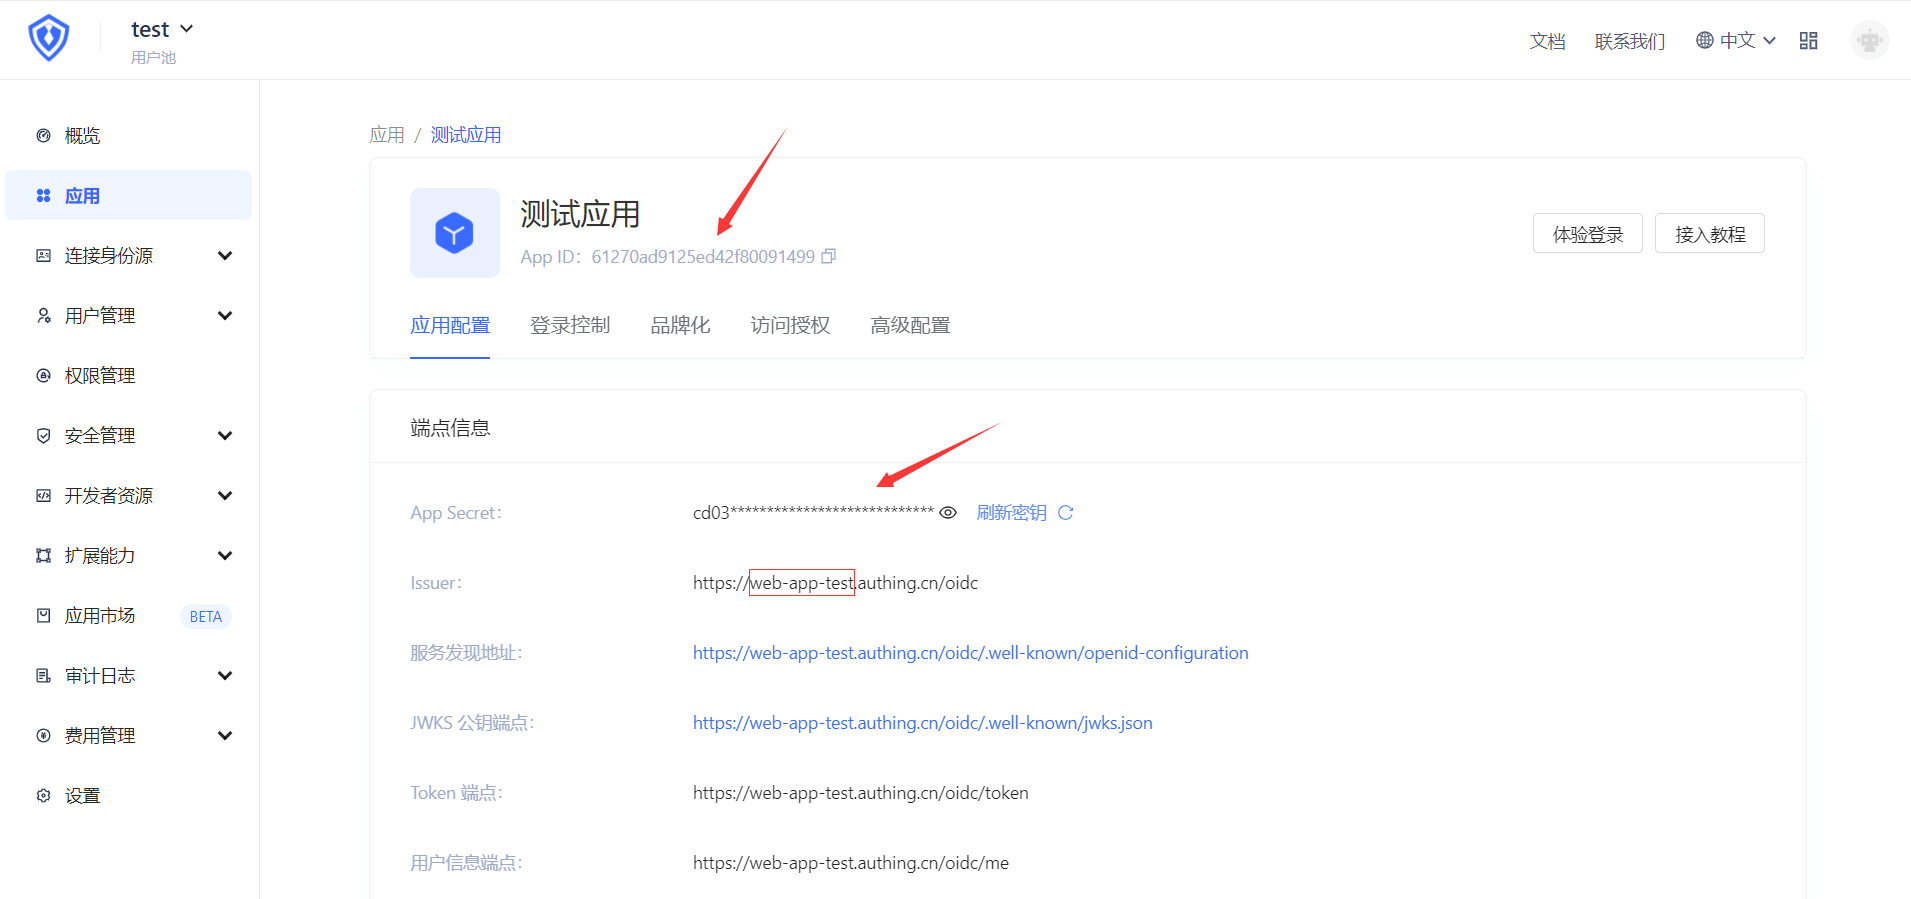 test
用户池
文档
联系我们
中文
概览
应用
连接身份源
用户管理
权限管理
安全管理
开发者资源
扩展能力
应用市场 BETA
审计日志
费用管理
设置
应用 / 测试应用
测试应用
App ID: 61270ad9125ed42f80091499
体验登录
接入教程
应用配置 登录控制 品牌化 访问授权 高级配置
端点信息
App Secret: cd03**************************** 刷新密钥
Issuer: https://web-app-test.authing.cn/oidc
服务发现地址: https://web-app-test.authing.cn/oidc/.well-known/openid-configuration
JWKS 公钥端点: https://web-app-test.authing.cn/oidc/.well-known/jwks.json
Token 端点: https://web-app-test.authing.cn/oidc/token
用户信息端点: https://web-app-test.authing.cn/oidc/me